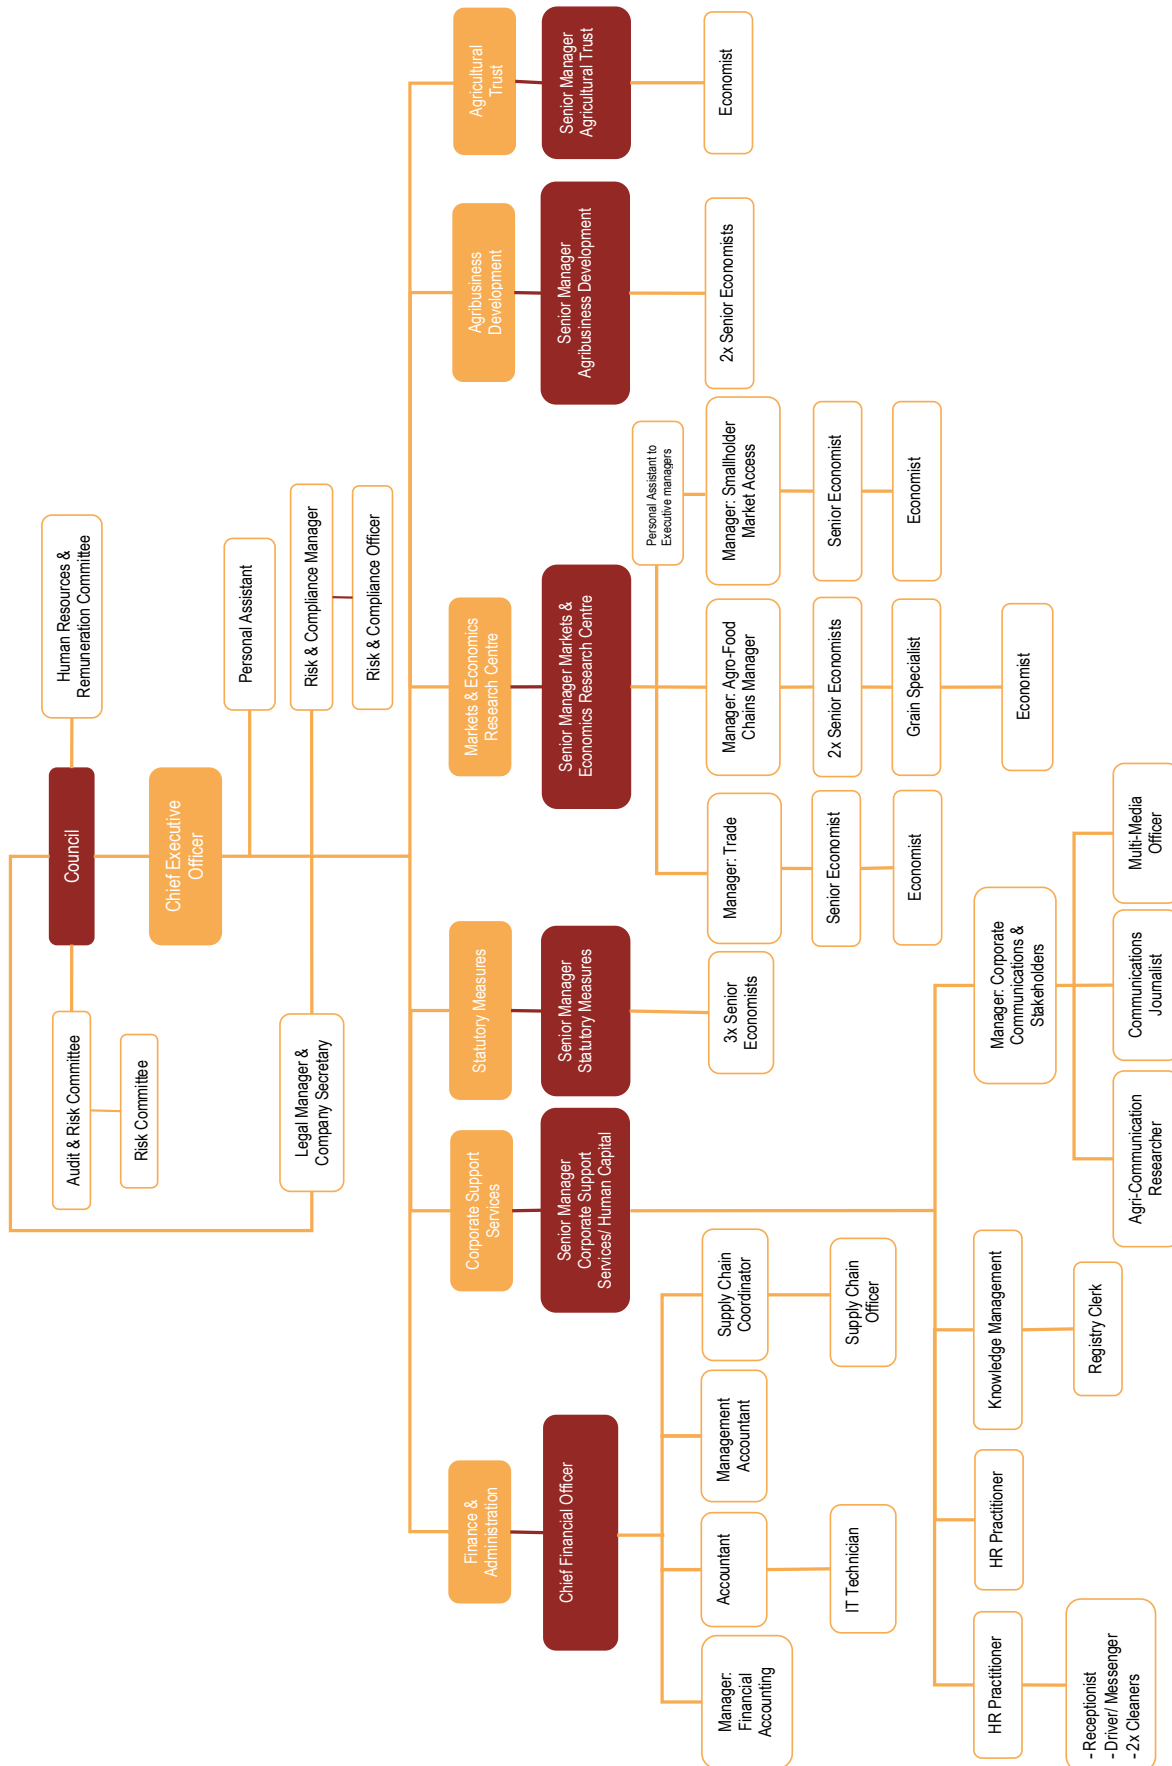 Council
Human Resources &
Remuneration Committee
Audit & Risk Committee
Risk Committee
Chief Executive
Officer
Personal Assistant
Legal Manager &
Company Secretary
Risk & Compliance Manager
Risk & Compliance Officer
Finance &
Administration
Corporate Support
Services
Statutory Measures
Markets & Economics
Research Centre
Agribusiness
Development
Agricultural
Trust
Chief Financial Officer
Senior Manager
Corporate Support
Services/ Human Capital
Senior Manager
Statutory Measures
Senior Manager Markets &
Economics Research Centre
Senior Manager
Agribusiness Development
Senior Manager
Agricultural Trust
Personal Assistant to
Executive managers
Manager:
Financial
Accounting
Accountant
Management
Accountant
Supply Chain
Coordinator
3x Senior
Economists
Manager: Trade
Manager: Agro-Food
Chains Manager
Manager: Smallholder
Market Access
2x Senior Economists
Economist
IT Technician
Supply Chain
Officer
Senior Economist
2x Senior Economists
Senior Economist
Economist
Grain Specialist
Economist
Economist
HR Practitioner
HR Practitioner
Knowledge Management
Manager: Corporate
Communications &
Stakeholders
- Receptionist
- Driver/ Messenger
- 2x Cleaners
Registry Clerk
Agri-Communication
Researcher
Communications
Journalist
Multi-Media
Officer